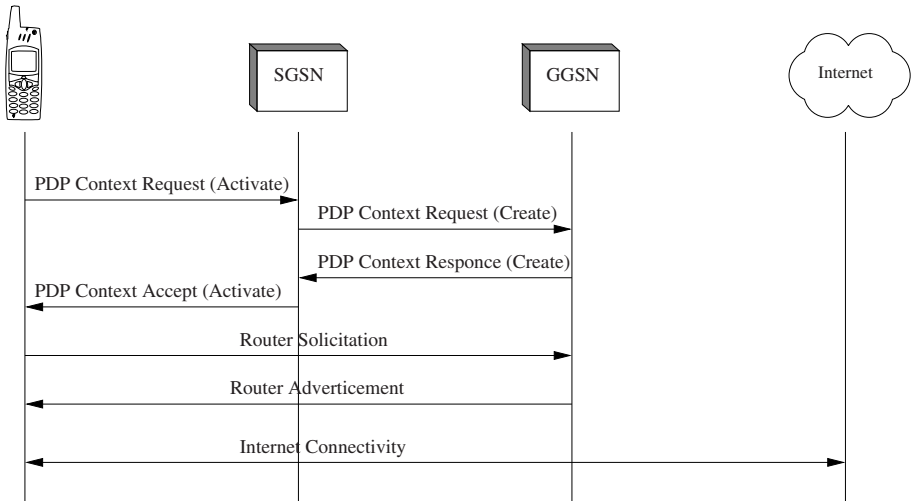 SGSN
GGSN
Internet
PDP Context Request (Activate)
PDP Context Request (Create)
PDP Context Responce (Create)
PDP Context Accept (Activate)
Router Solicitation
Router Adverticement
Internet Connectivity